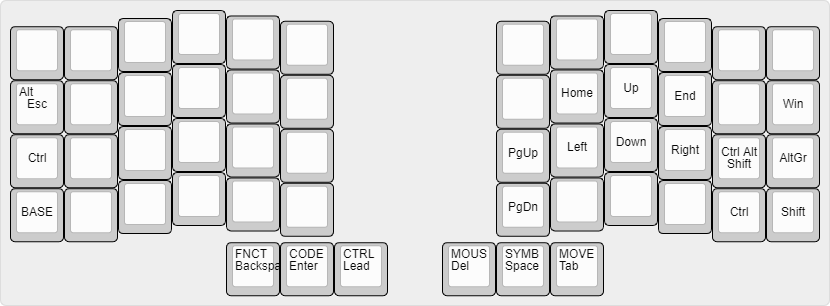 Alt
Esc
Home
Up
End
Win
Ctrl
PgUp
Left
Down
Right
Ctrl Alt
Shift
AltGr
BASE
PgDn
Ctrl
Shift
FNCT
Backspa
CODE
Enter
CTRL
Lead
MOUS
Del
SYMB
Space
MOVE
Tab